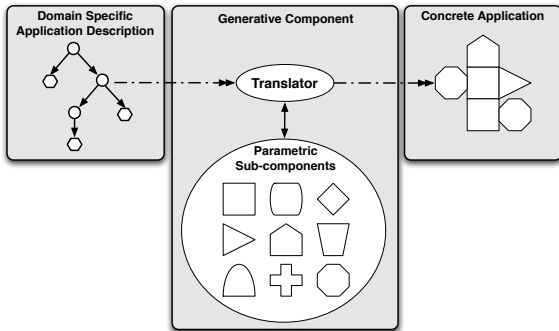 Domain Specific
Application Description
Generative Component
Concrete Application
Translator
Parametric
Sub-components